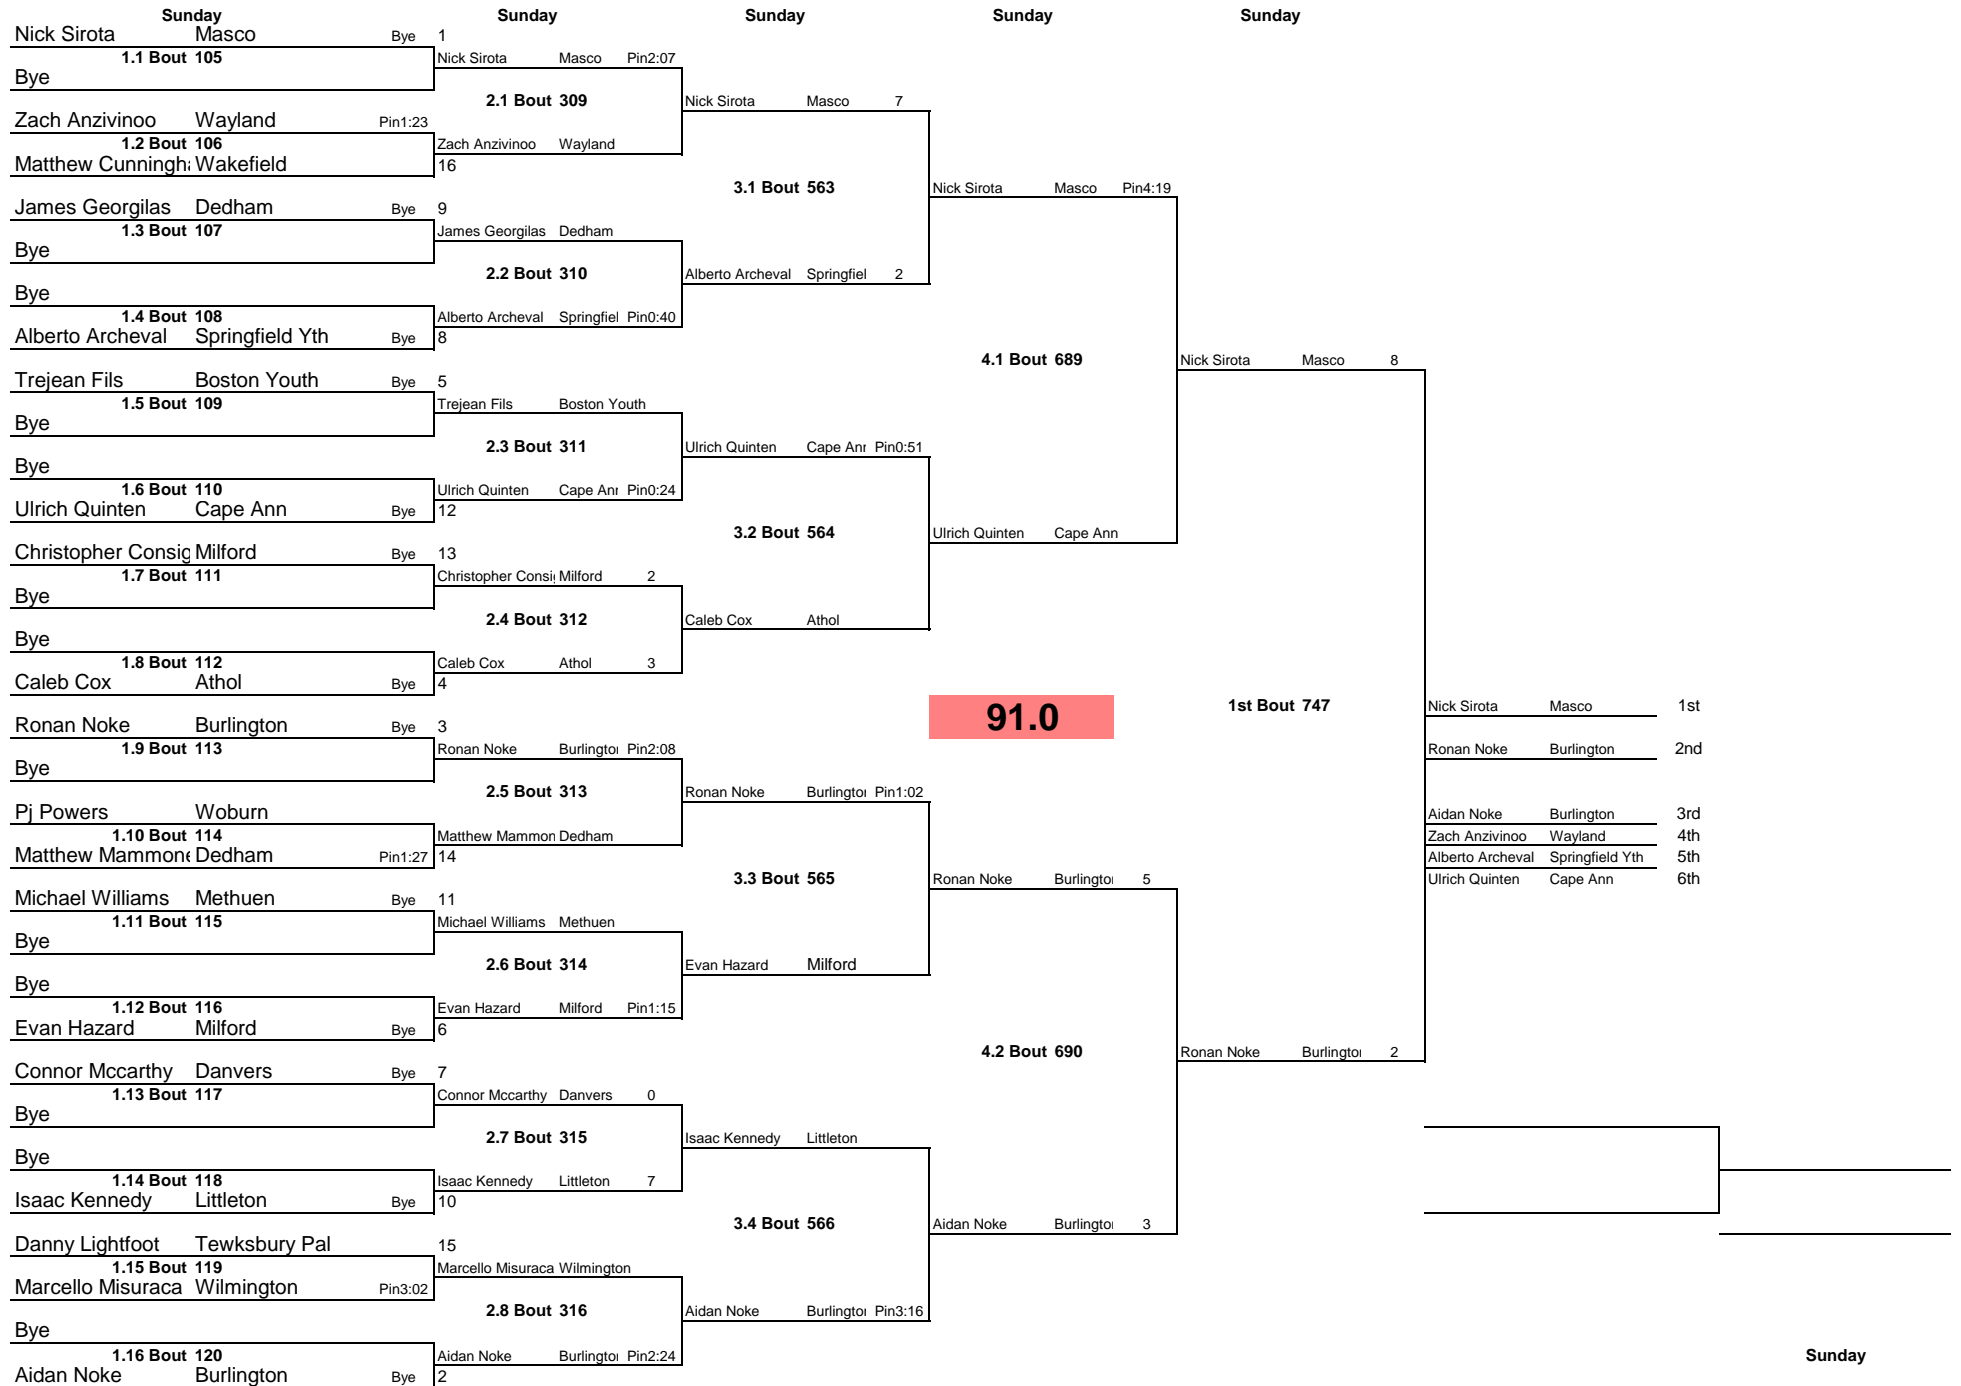 Sunday Sunday Sunday Sunday Sunday
Nick Sirota Masco Bye 1
1.1 Bout 105
Nick Sirota Masco Pin2:07
Bye
2.1 Bout 309
Nick Sirota Masco 7
Zach Anzivinoo Wayland Pin1:23
1.2 Bout 106
Zach Anzivinoo Wayland
Matthew Cunningha Wakefield 16
3.1 Bout 563
Nick Sirota Masco Pin4:19
James Georgilas Dedham Bye 9
1.3 Bout 107
James Georgilas Dedham
Bye
2.2 Bout 310
Alberto Archeval Springfiel 2
Bye
1.4 Bout 108
Alberto Archeval Springfiel Pin0:40
Alberto Archeval Springfield Yth Bye 8
4.1 Bout 689
Nick Sirota Masco 8
Trejean Fils Boston Youth Bye 5
1.5 Bout 109
Trejean Fils Boston Youth
Bye
2.3 Bout 311
Ulrich Quinten Cape Ann Pin0:51
Bye
1.6 Bout 110
Ulrich Quinten Cape Ann Pin0:24
Ulrich Quinten Cape Ann Bye 12
3.2 Bout 564
Ulrich Quinten Cape Ann
Christopher Consig Milford Bye 13
1.7 Bout 111
Christopher Consig Milford 2
Bye
2.4 Bout 312
Caleb Cox Athol
Bye
1.8 Bout 112
Caleb Cox Athol 3
Caleb Cox Athol Bye 4
91.0
1st Bout 747
Nick Sirota Masco 1st
Ronan Noke Burlington Bye 3
1.9 Bout 113
Ronan Noke Burlingto Pin2:08
Ronan Noke Burlington 2nd
Bye
2.5 Bout 313
Ronan Noke Burlingto Pin1:02
Pj Powers Woburn
Aidan Noke Burlington 3rd
1.10 Bout 114
Matthew Mammon Dedham
Zach Anzivinoo Wayland 4th
Matthew Mammone Dedham Pin1:27 14
Alberto Archeval Springfield Yth 5th
3.3 Bout 565
Ronan Noke Burlingto 5
Ulrich Quinten Cape Ann 6th
Michael Williams Methuen Bye 11
1.11 Bout 115
Michael Williams Methuen
Bye
2.6 Bout 314
Evan Hazard Milford
Bye
1.12 Bout 116
Evan Hazard Milford Pin1:15
Evan Hazard Milford Bye 6
4.2 Bout 690
Ronan Noke Burlingto 2
Connor Mccarthy Danvers Bye 7
1.13 Bout 117
Connor Mccarthy Danvers 0
Bye
2.7 Bout 315
Isaac Kennedy Littleton
Bye
1.14 Bout 118
Isaac Kennedy Littleton 7
Isaac Kennedy Littleton Bye 10
3.4 Bout 566
Aidan Noke Burlingto 3
Danny Lightfoot Tewksbury Pal 15
1.15 Bout 119
Marcello Misuraca Wilmington
Marcello Misuraca Wilmington Pin3:02
2.8 Bout 316
Aidan Noke Burlingto Pin3:16
Bye
1.16 Bout 120
Aidan Noke Burlingto Pin2:24
Sunday
Aidan Noke Burlington Bye 2